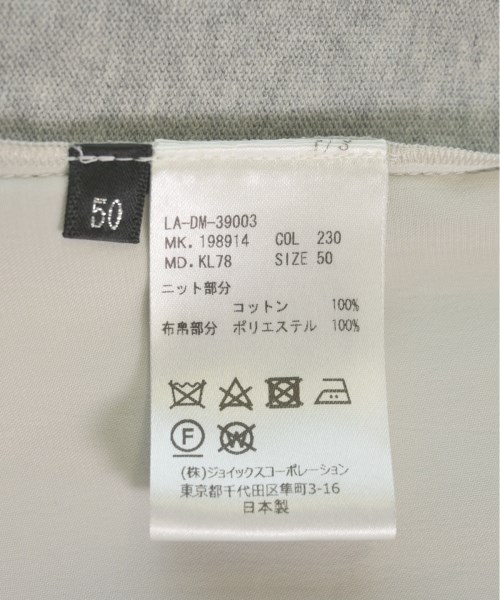 50
LA-DM-39003
MK. 198914 COL 230
MD. KL78 SIZE 50
ニット部分
コットン 100%
布帛部分 ポリエステル 100%
F W
(株)ジョイックスコーポレーション
東京都千代田区隼町3-16
日本製